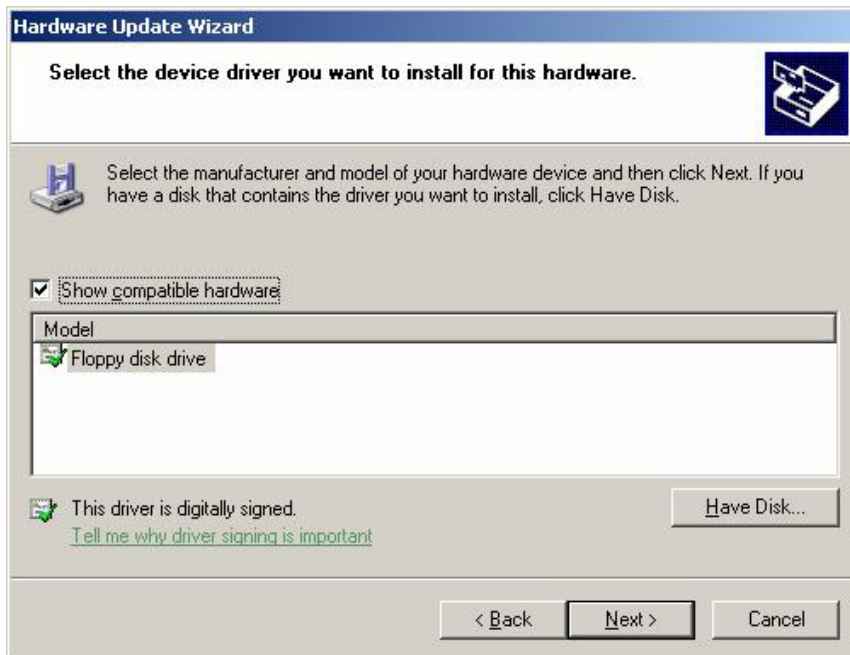 Hardware Update Wizard
Select the device driver you want to install for this hardware.
Select the manufacturer and model of your hardware device and then click Next. If you
have a disk that contains the driver you want to install, click Have Disk.
Show compatible hardware
Model
Floppy disk drive
This driver is digitally signed.
Have Disk...
Tell me why driver signing is important
< Back
Next >
Cancel